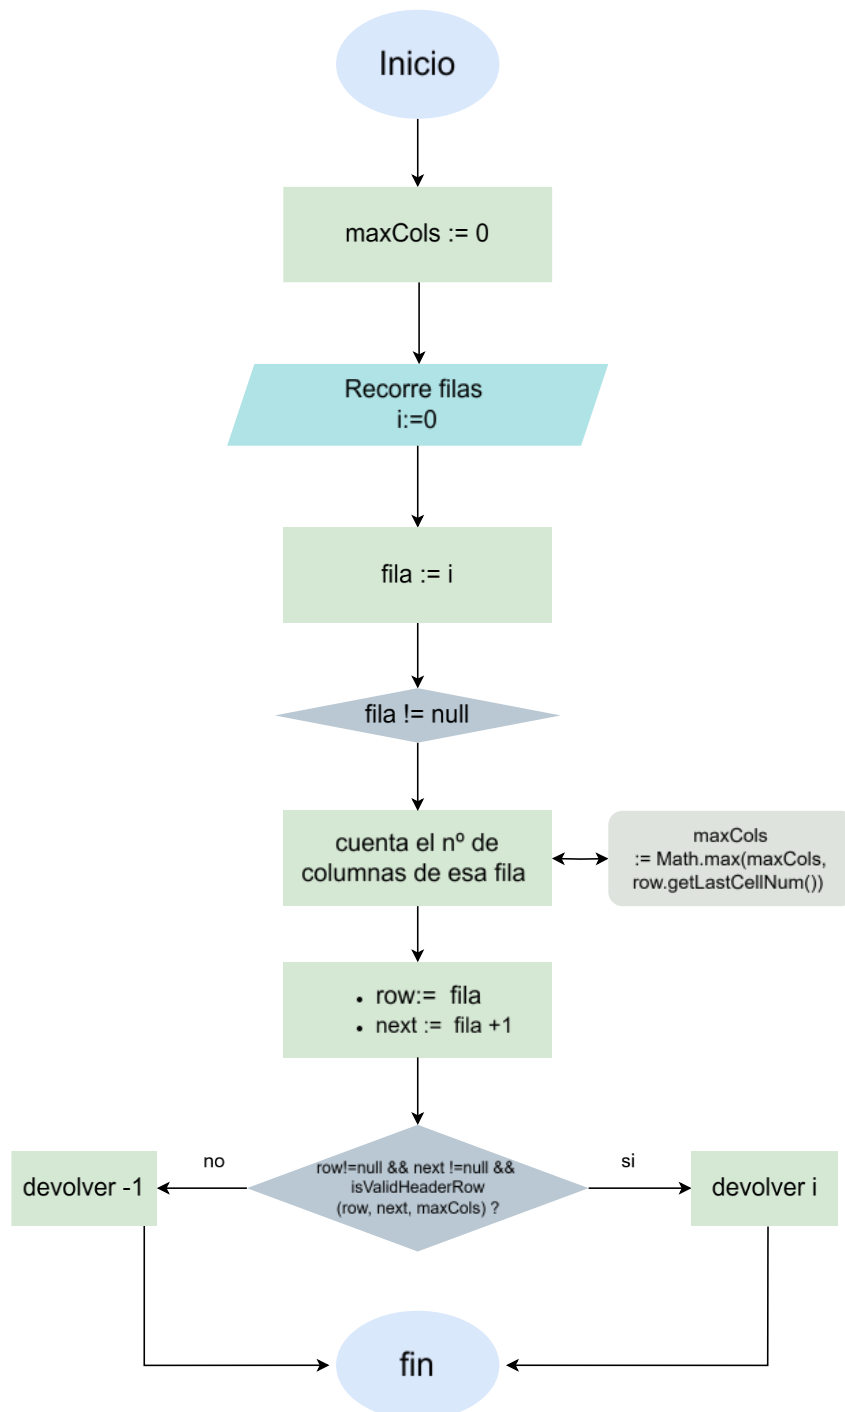 Inicio
maxCols := 0
Recorre filas
i:=0
fila := i
fila != null
cuenta el nº de
columnas de esa fila
maxCols
:= Math.max(maxCols,
row.getLastCellNum())
• row:= fila
• next := fila +1
no
row!=null && next !=null &&
isValidHeaderRow
(row, next, maxCols) ?
si
devolver -1
devolver i
fin